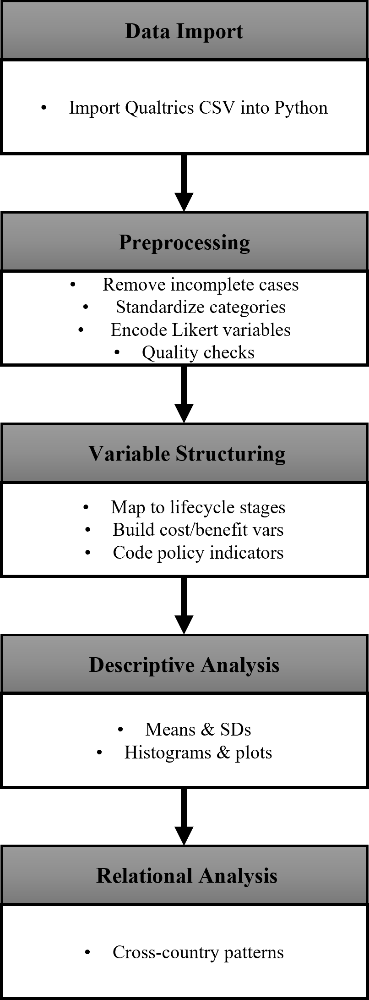 Data Import
• Import Qualtrics CSV into Python
Preprocessing
• Remove incomplete cases
• Standardize categories
• Encode Likert variables
• Quality checks
Variable Structuring
• Map to lifecycle stages
• Build cost/benefit vars
• Code policy indicators
Descriptive Analysis
• Means & SDs
• Histograms & plots
Relational Analysis
• Cross-country patterns